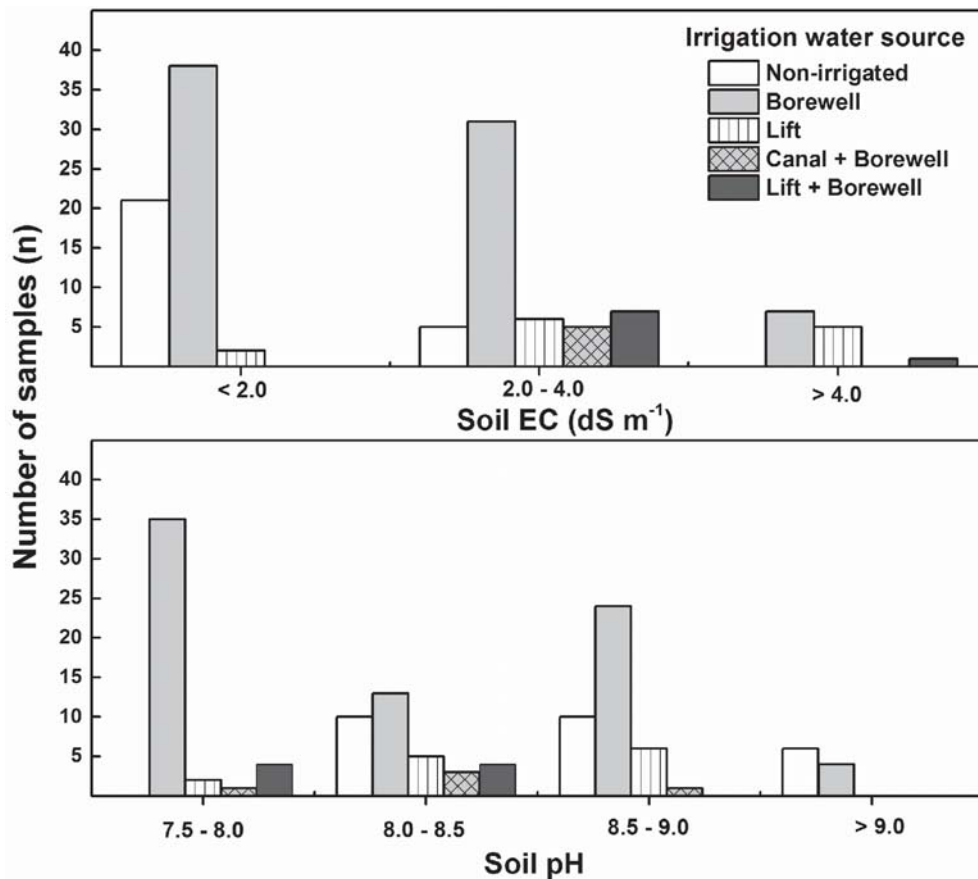 Irrigation water source
Non-irrigated
Borewell
Lift
Canal + Borewell
Lift + Borewell
40
35
30
25
20
15
10
5
< 2.0 2.0 - 4.0 > 4.0
Soil EC (dS m⁻¹)
Number of samples (n)
40
35
30
25
20
15
10
5
7.5 - 8.0 8.0 - 8.5 8.5 - 9.0 > 9.0
Soil pH